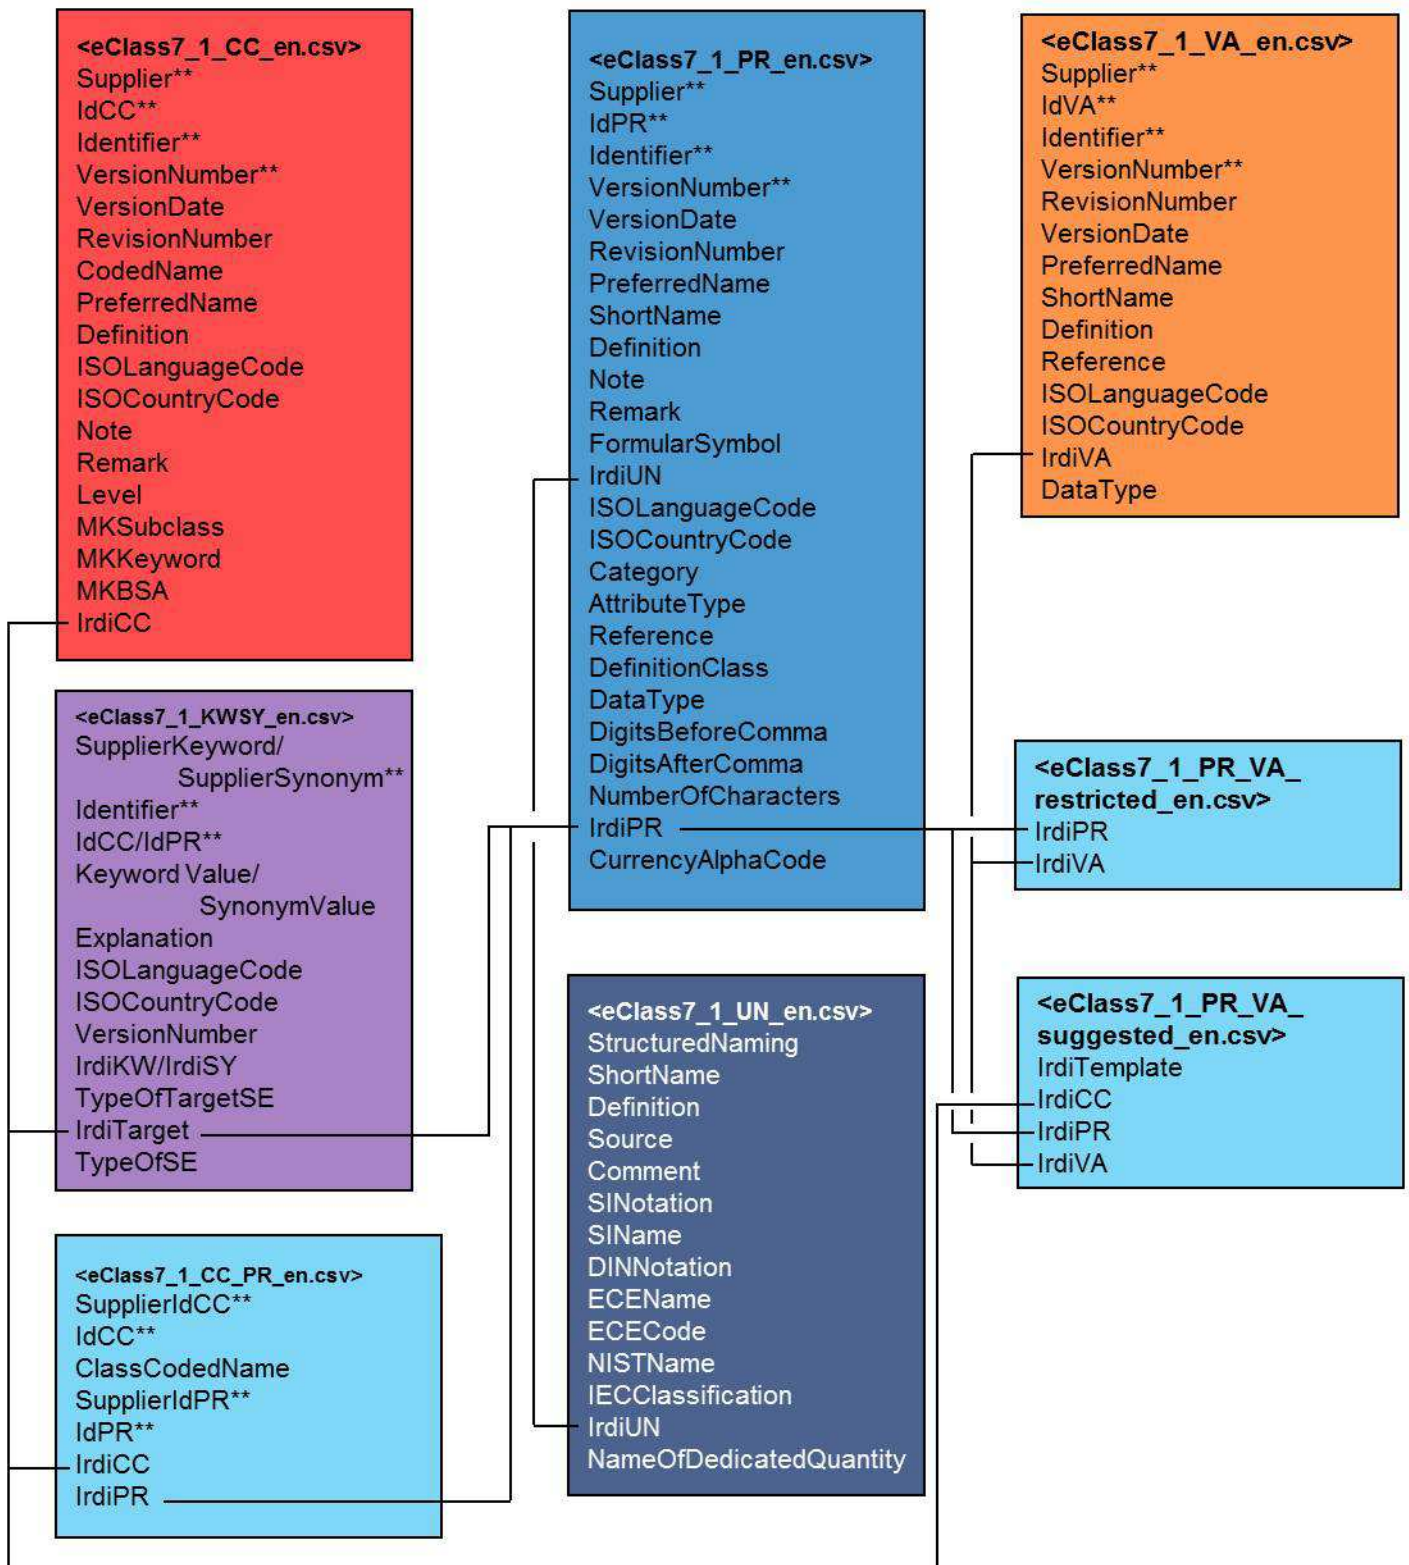 <eClass7_1_CC_en.csv>
Supplier**
IdCC**
Identifier**
VersionNumber**
VersionDate
RevisionNumber
CodedName
PreferredName
Definition
ISOLanguageCode
ISOCountryCode
Note
Remark
Level
MKSubclass
MKKeyword
MKBSA
IrdiCC
<eClass7_1_KWSY_en.csv>
SupplierKeyword/
SupplierSynonym**
Identifier**
IdCC/IdPR**
Keyword Value/
SynonymValue
Explanation
ISOLanguageCode
ISOCountryCode
VersionNumber
IrdiKW/IrdiSY
TypeOfTargetSE
IrdiTarget
TypeOfSE
<eClass7_1_CC_PR_en.csv>
SupplierIdCC**
IdCC**
ClassCodedName
SupplierIdPR**
IdPR**
IrdiCC
IrdiPR
<eClass7_1_PR_en.csv>
Supplier**
IdPR**
Identifier**
VersionNumber**
VersionDate
RevisionNumber
PreferredName
ShortName
Definition
Note
Remark
FormularSymbol
IrdiUN
ISOLanguageCode
ISOCountryCode
Category
AttributeType
Reference
DefinitionClass
DataType
DigitsBeforeComma
DigitsAfterComma
NumberOfCharacters
IrdiPR
CurrencyAlphaCode
<eClass7_1_UN_en.csv>
StructuredNaming
ShortName
Definition
Source
Comment
SINotation
SIName
DINNotation
ECEName
ECECode
NISTName
IECClassification
IrdiUN
NameOfDedicatedQuantity
<eClass7_1_VA_en.csv>
Supplier**
IdVA**
Identifier**
VersionNumber**
RevisionNumber
VersionDate
PreferredName
ShortName
Definition
Reference
ISOLanguageCode
ISOCountryCode
IrdiVA
DataType
<eClass7_1_PR_VA_
restricted_en.csv>
IrdiPR
IrdiVA
<eClass7_1_PR_VA_
suggested_en.csv>
IrdiTemplate
IrdiCC
IrdiPR
IrdiVA